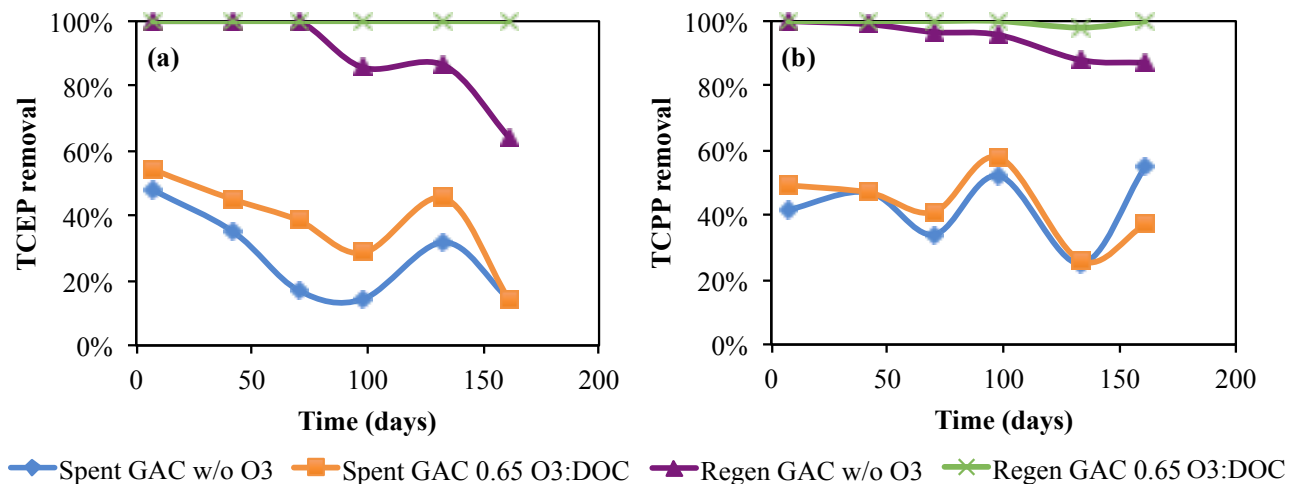 (a)
TCEP removal
100%
80%
60%
40%
20%
0%
0 50 100 150 200
Time (days)
(b)
TCPP removal
100%
80%
60%
40%
20%
0%
0 50 100 150 200
Time (days)
Spent GAC w/o O3 Spent GAC 0.65 O3:DOC Regen GAC w/o O3 Regen GAC 0.65 O3:DOC